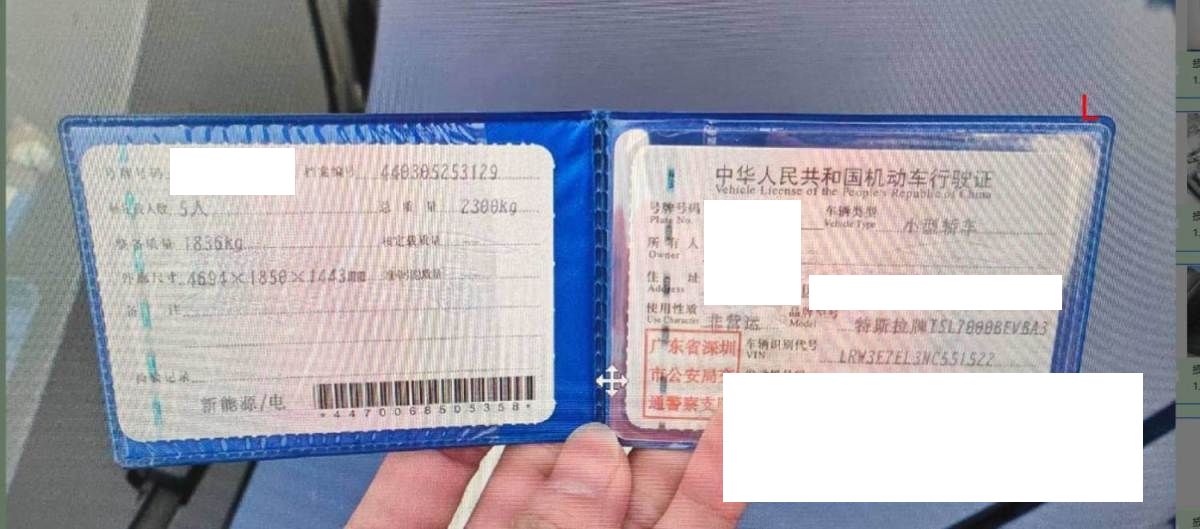 号牌号码 档案编号 440305253129
核定载人数 5人 总质量 2300kg
整备质量 1836kg 核定载质量
外廓尺寸 4694×1850×1443mm 准牵引总质量
备注
检验记录
新能源/电
*4470068505358*
中华人民共和国机动车行驶证
Vehicle License of the People's Republic of China
号牌号码 车辆类型 小型轿车
Plate No. Vehicle Type
所有人
Owner
住址
Address
使用性质 非营运 品牌型号 特斯拉牌TSL7000BEVBA3
Use Character Model
广东省深圳 车辆识别代号
市公安局交 VIN LRW3E7EL3NC551522
通警察支